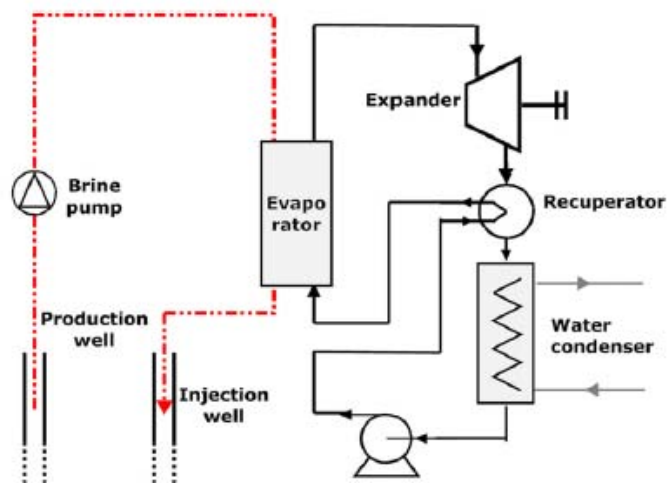 Expander
Brine
pump
Evapo
rator
Recuperator
Production
well
Water
condenser
Injection
well